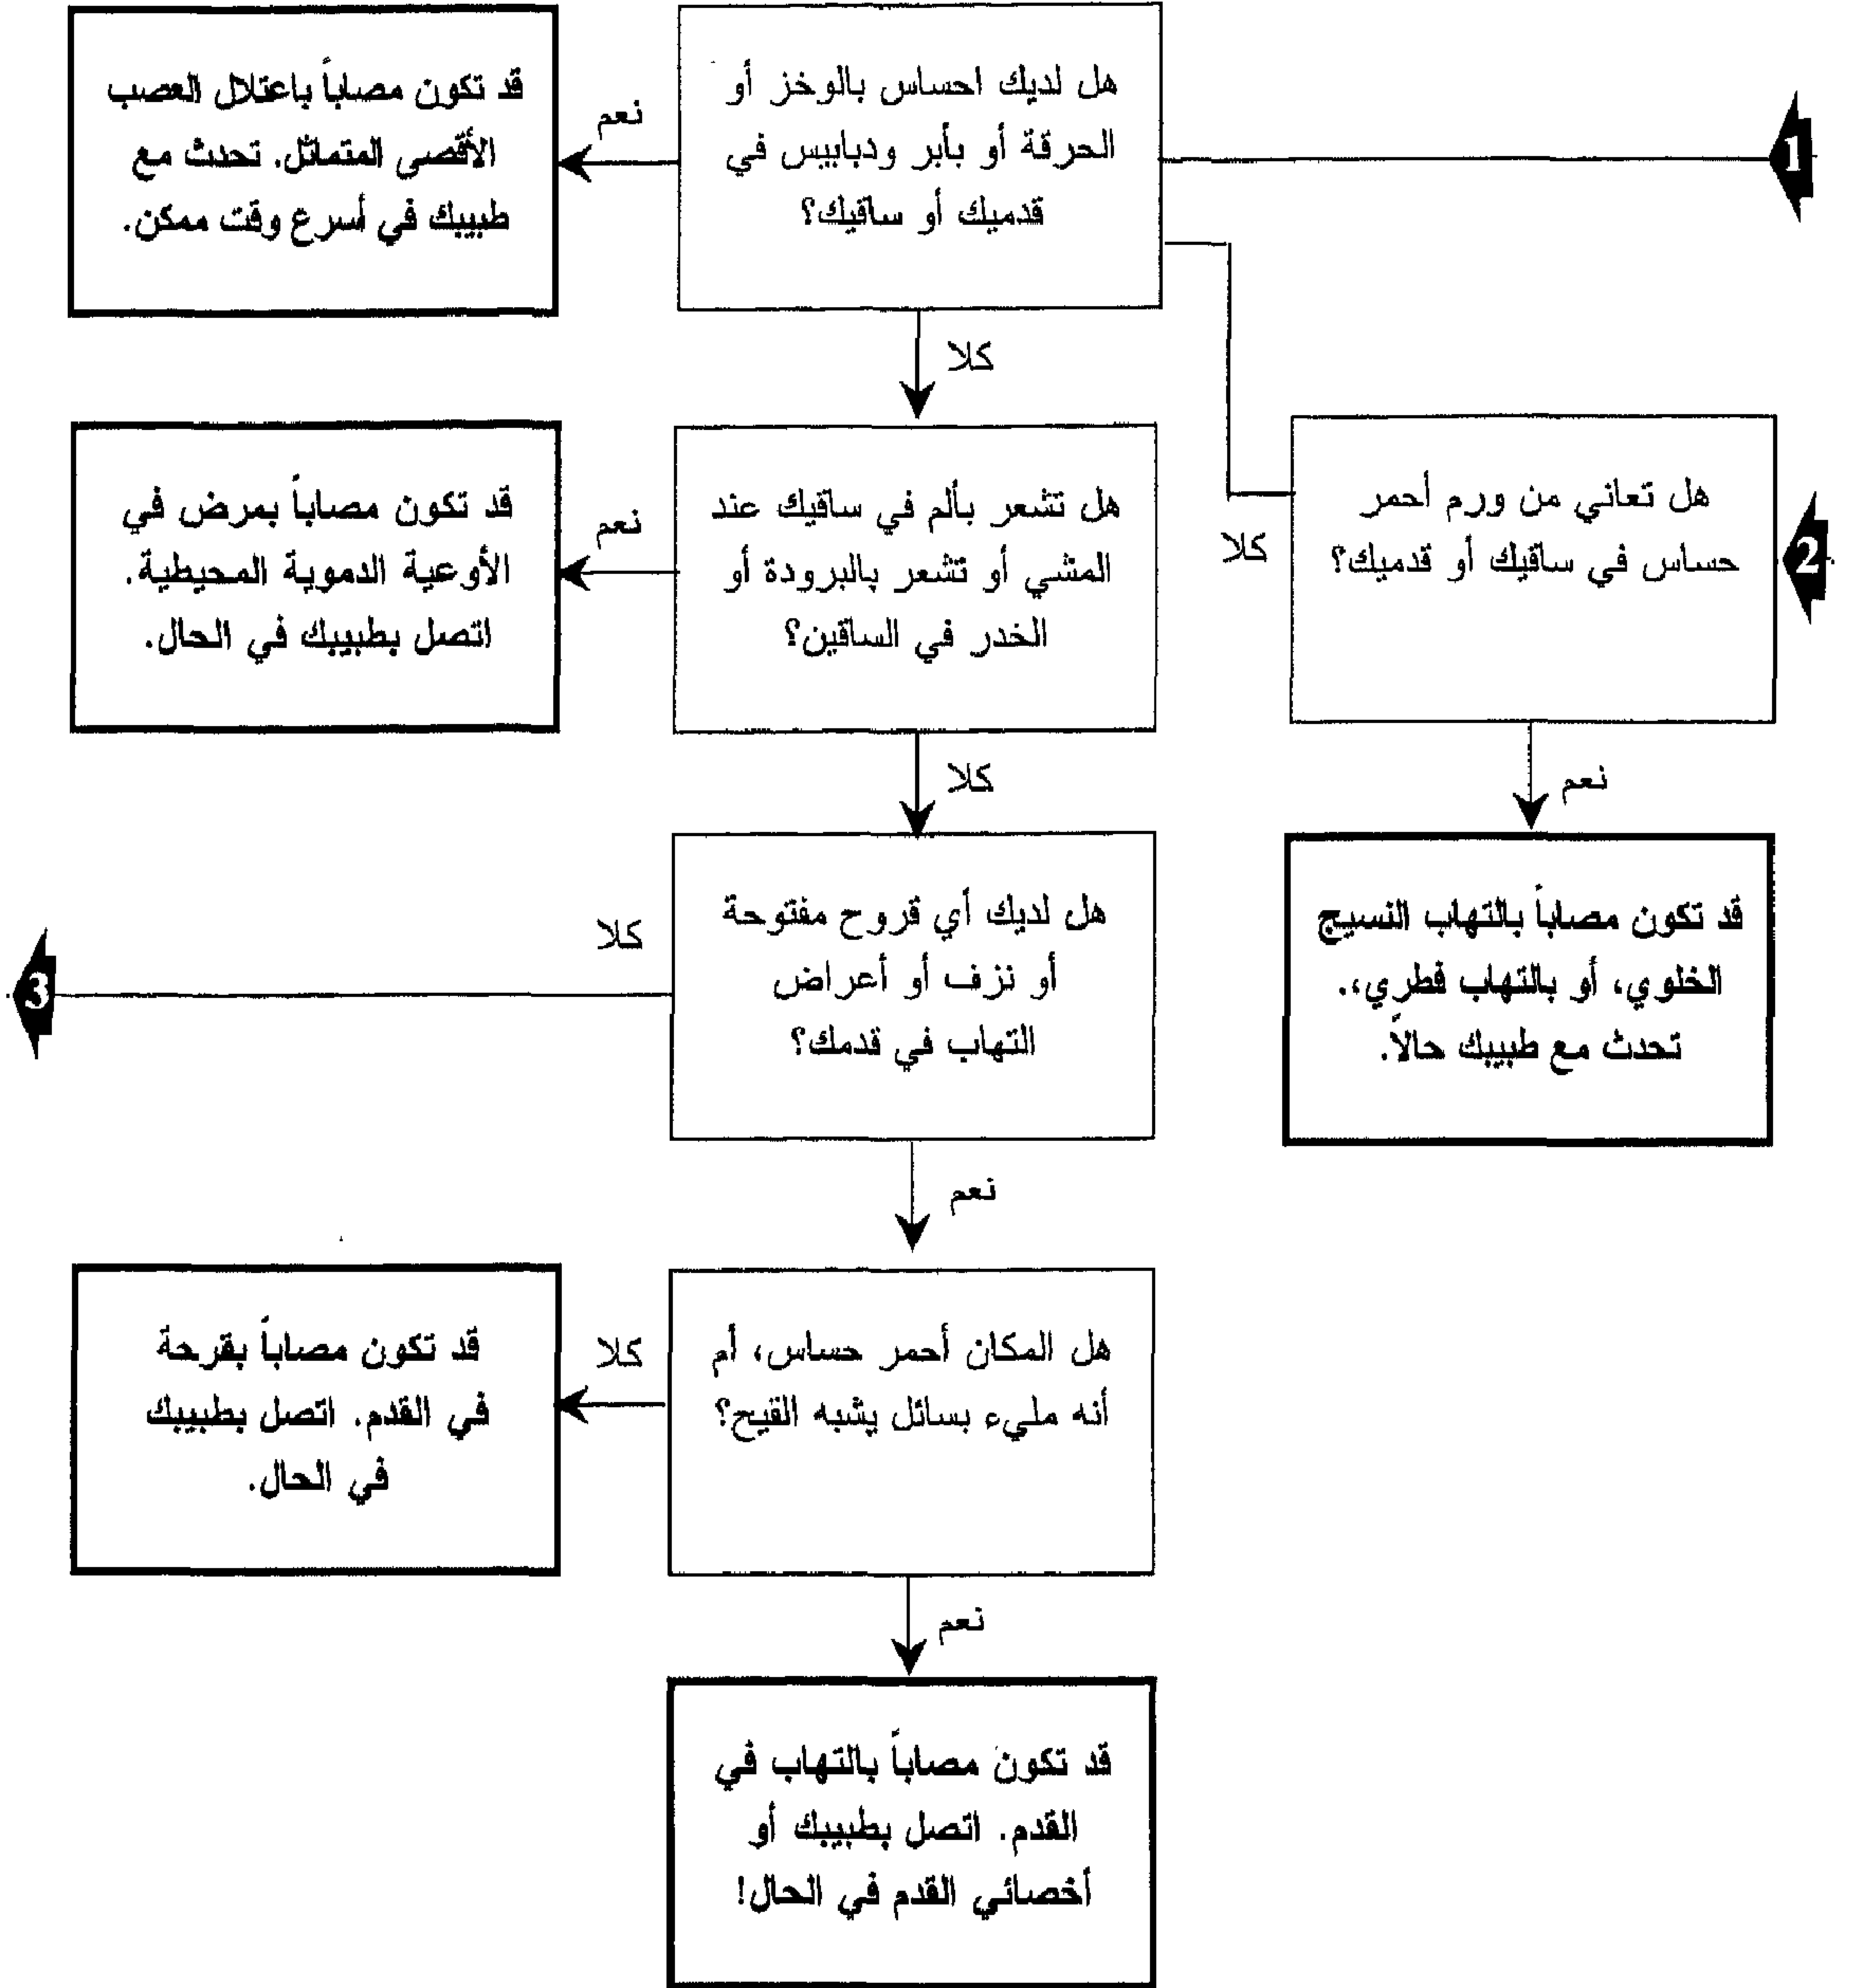 1
هل لديك احساس بالوخز أو
الحرقة أو بأبر ودبابيس في
قدميك أو ساقيك؟
نعم
قد تكون مصاباً باعتلال العصب
الأقصى المتماثل. تحدث مع
طبيبك في أسرع وقت ممكن.
كلا
2
هل تعاني من ورم أحمر
حساس في ساقيك أو قدميك؟
كلا
هل تشعر بألم في ساقيك عند
المشي أو تشعر بالبرودة أو
الخدر في الساقين؟
نعم
قد تكون مصاباً بمرض في
الأوعية الدموية المحيطية.
اتصل بطبيبك في الحال.
نعم
كلا
قد تكون مصاباً بالتهاب النسيج
الخلوي، أو بالتهاب فطري،.
تحدث مع طبيبك حالاً.
هل لديك أي قروح مفتوحة
أو نزف أو أعراض
التهاب في قدمك؟
كلا
3
نعم
هل المكان أحمر حساس، أم
أنه مليء بسائل يشبه القيح؟
كلا
قد تكون مصاباً بقرحة
في القدم. اتصل بطبيبك
في الحال.
نعم
قد تكون مصاباً بالتهاب في
القدم. اتصل بطبيبك أو
أخصائي القدم في الحال!